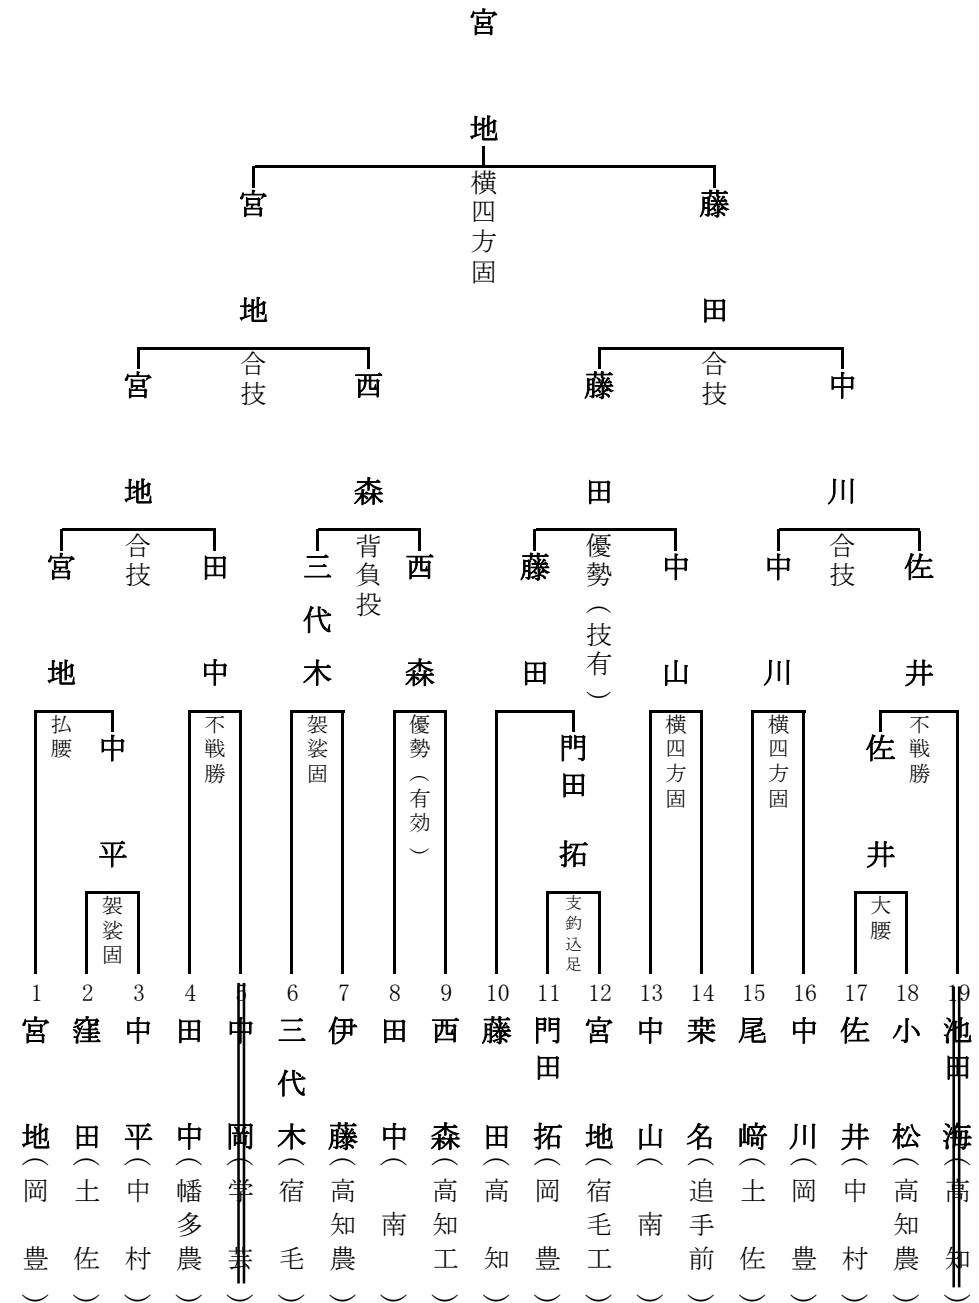 宮地
横四方固
宮地
藤田
合技
合技
宮地
西森
藤田
中川
合技
背負投
優勢（技有）
合技
宮地
田中
三代木
西森
藤田
中山
中川
佐井
払腰
不戦勝
袈裟固
優勢（有効）
横四方固
横四方固
不戦勝
中平
門田拓
佐井
袈裟固
支釣込足
大腰
1 宮地（岡豊）
2 窪田（土佐）
3 中平（中村）
4 田中（幡多農）
5 中岡（学芸）
6 三代木（宿毛）
7 伊藤（高知農）
8 田中（南）
9 西森（高知工）
10 藤田（高知）
11 門田拓（岡豊）
12 宮地（宿毛工）
13 中山（南）
14 桒名（追手前）
15 尾﨑（土佐）
16 中川（岡豊）
17 佐井（中村）
18 小松（高知農）
19 池田海（高知）